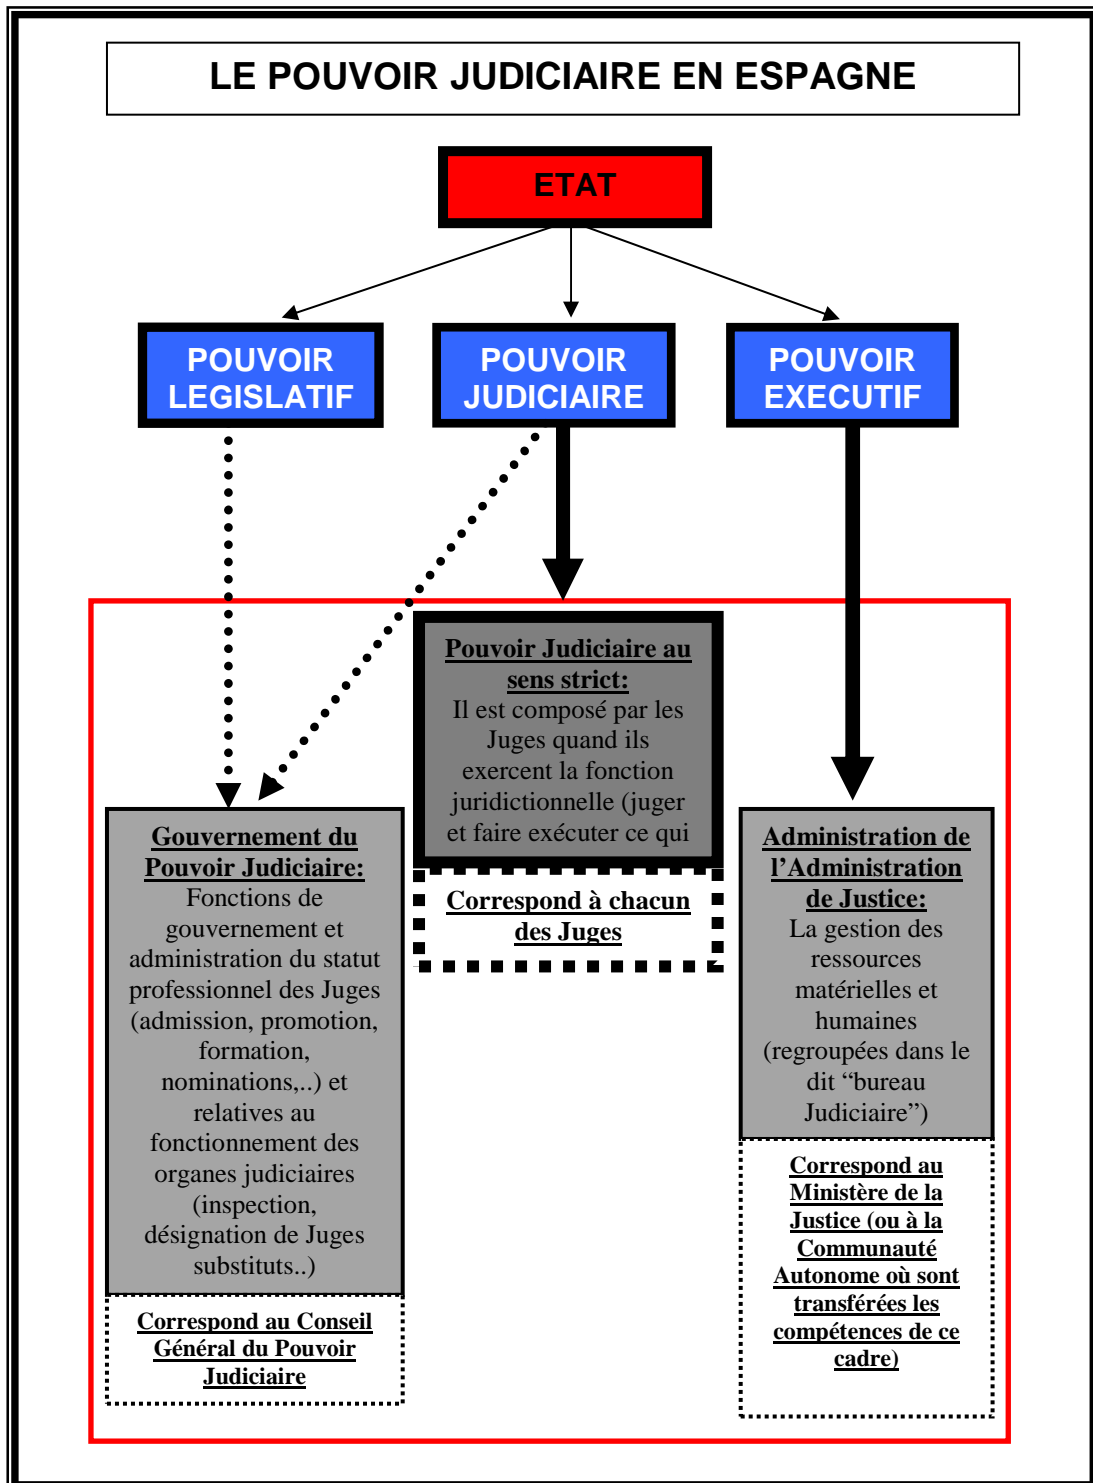 LE POUVOIR JUDICIAIRE EN ESPAGNE
ETAT
POUVOIR
LEGISLATIF
POUVOIR
JUDICIAIRE
POUVOIR
EXECUTIF
Pouvoir Judiciaire au
sens strict:
Il est composé par les
Juges quand ils
exercent la fonction
juridictionnelle (juger
et faire exécuter ce qui
Correspond à chacun
des Juges
Gouvernement du
Pouvoir Judiciaire:
Fonctions de
gouvernement et
administration du statut
professionnel des Juges
(admission, promotion,
formation,
nominations,..) et
relatives au
fonctionnement des
organes judiciaires
(inspection,
désignation de Juges
substituts..)
Correspond au Conseil
Général du Pouvoir
Judiciaire
Administration de
l’Administration
de Justice:
La gestion des
ressources
matérielles et
humaines
(regroupées dans le
dit “bureau
Judiciaire”)
Correspond au
Ministère de la
Justice (ou à la
Communauté
Autonome où sont
transférées les
compétences de ce
cadre)